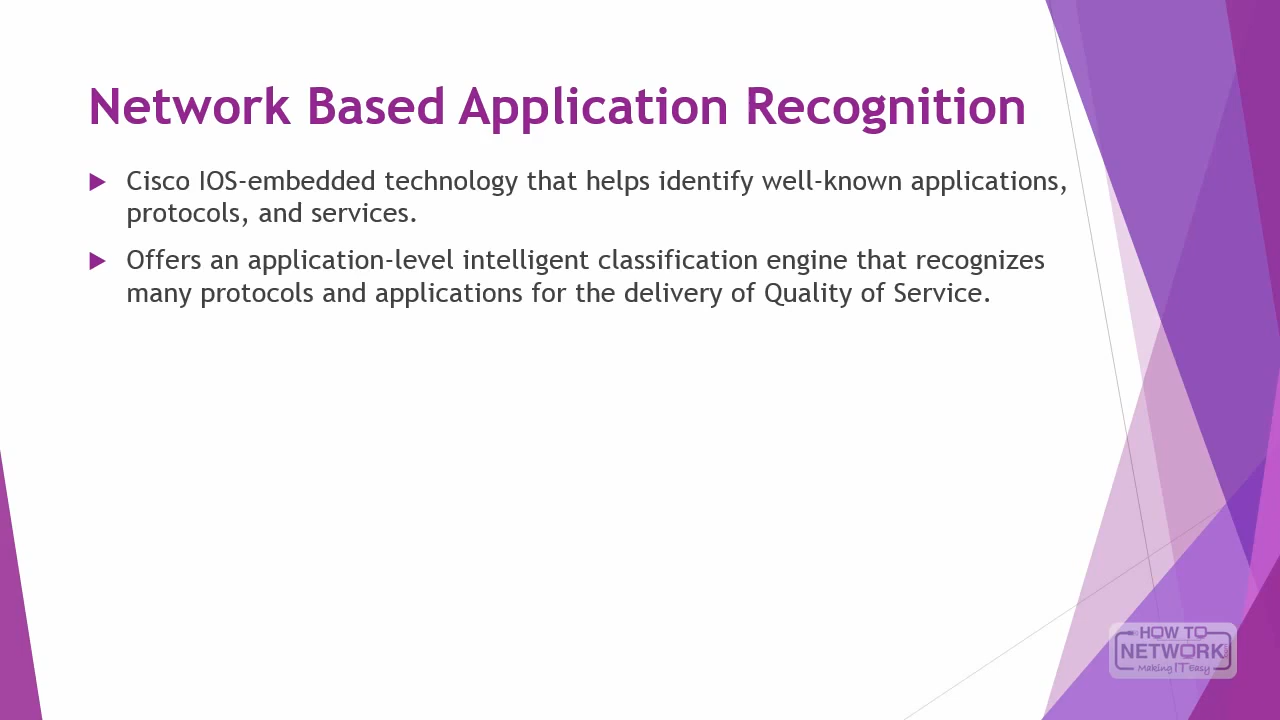 Network Based Application Recognition
Cisco IOS-embedded technology that helps identify well-known applications,
protocols, and services.
Offers an application-level intelligent classification engine that recognizes
many protocols and applications for the delivery of Quality of Service.
HOW TO
NETWORK
Making IT Easy